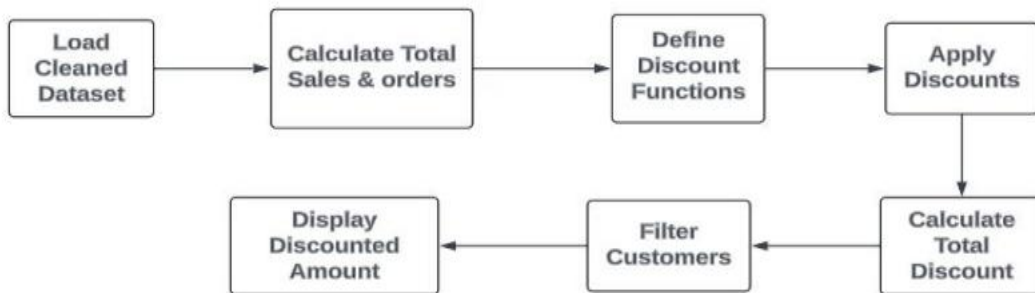 Load
Cleaned
Dataset
Calculate Total
Sales & orders
Define
Discount
Functions
Apply
Discounts
Calculate
Total
Discount
Filter
Customers
Display
Discounted
Amount